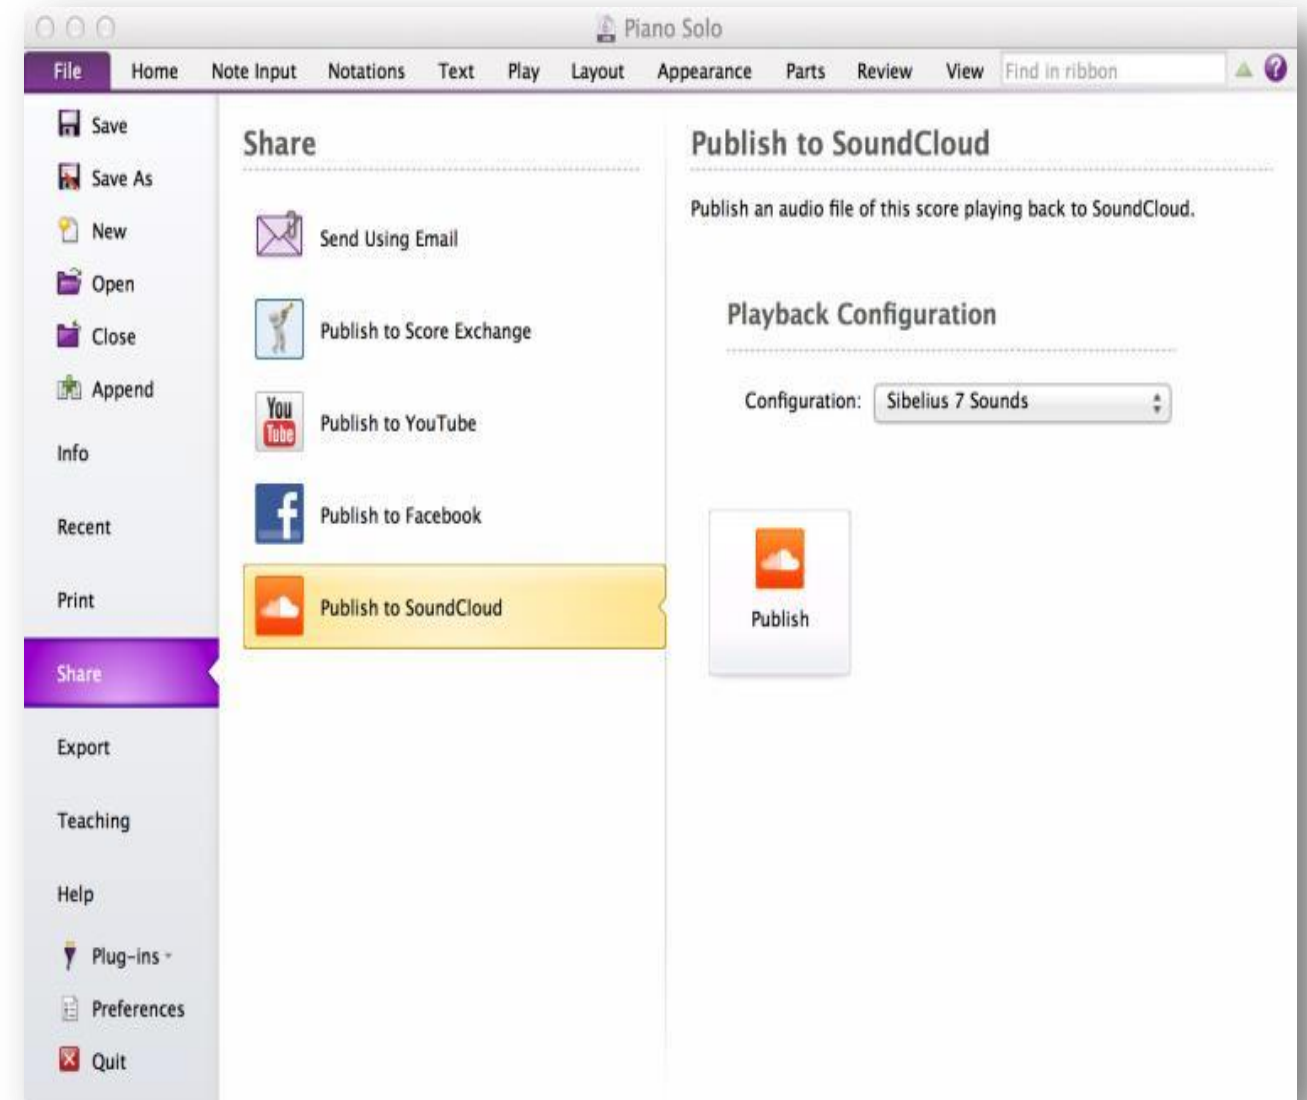 Piano Solo
File Home Note Input Notations Text Play Layout Appearance Parts Review View Find in ribbon ?
Save
Save As
New
Open
Close
Append
Info
Recent
Print
Share
Export
Teaching
Help
Plug-ins
Preferences
Quit
Share
Send Using Email
Publish to Score Exchange
You
Tube
Publish to YouTube
f
Publish to Facebook
Publish to SoundCloud
Publish to SoundCloud
Publish an audio file of this score playing back to SoundCloud.
Playback Configuration
Configuration: Sibelius 7 Sounds
Publish